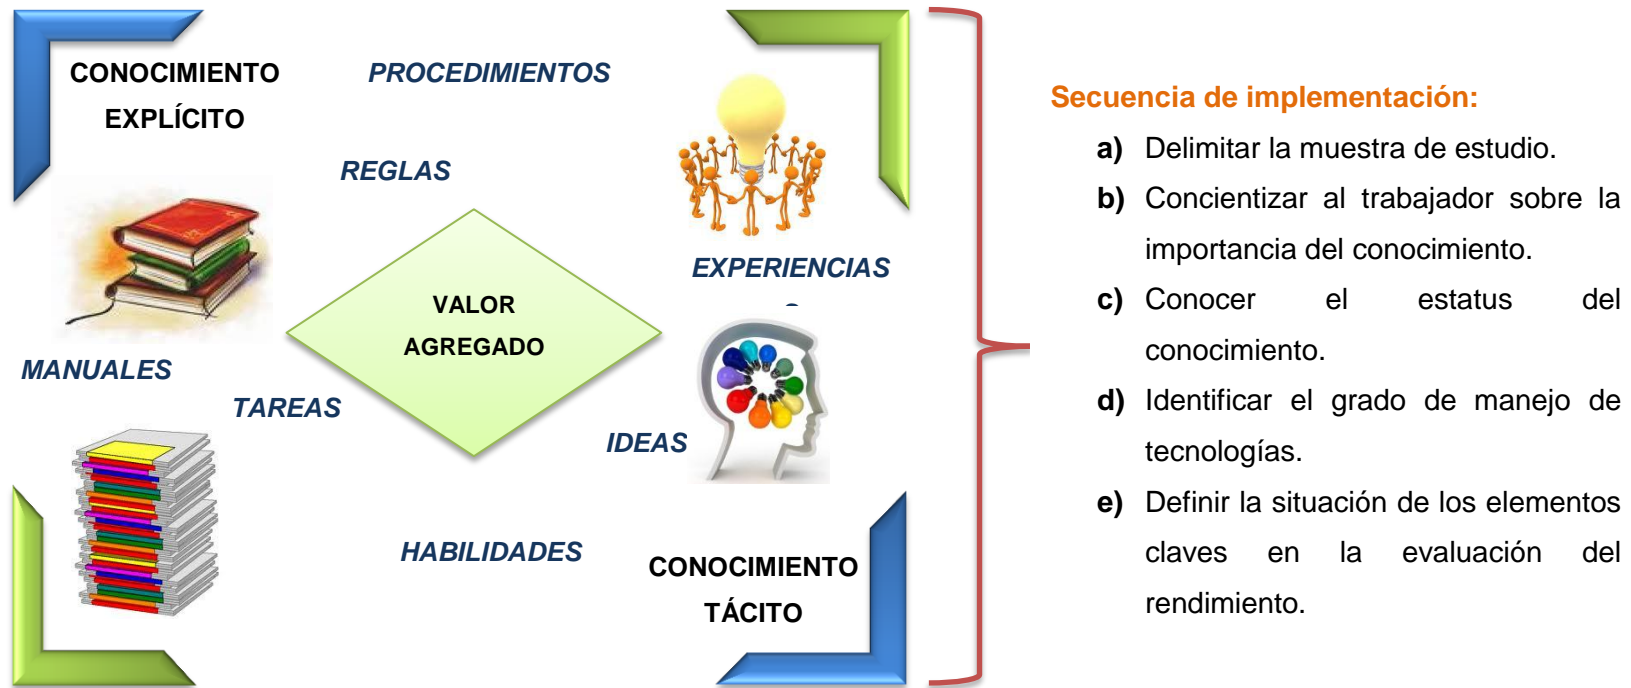 CONOCIMIENTO
EXPLÍCITO
PROCEDIMIENTOS
REGLAS
EXPERIENCIAS
VALOR
AGREGADO
MANUALES
TAREAS
IDEAS
HABILIDADES
CONOCIMIENTO
TÁCITO
Secuencia de implementación:
a) Delimitar la muestra de estudio.
b) Concientizar al trabajador sobre la
importancia del conocimiento.
c) Conocer el estatus del
conocimiento.
d) Identificar el grado de manejo de
tecnologías.
e) Definir la situación de los elementos
claves en la evaluación del
rendimiento.